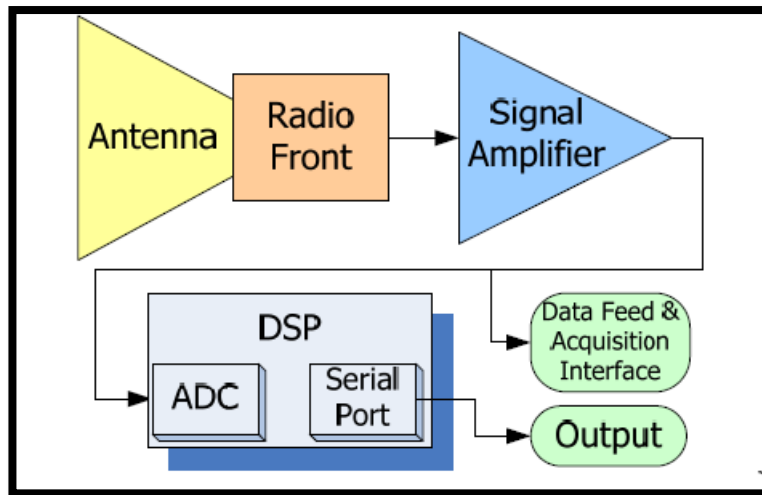 Antenna
Radio
Front
Signal
Amplifier
DSP
ADC
Serial
Port
Data Feed &
Acquisition
Interface
Output